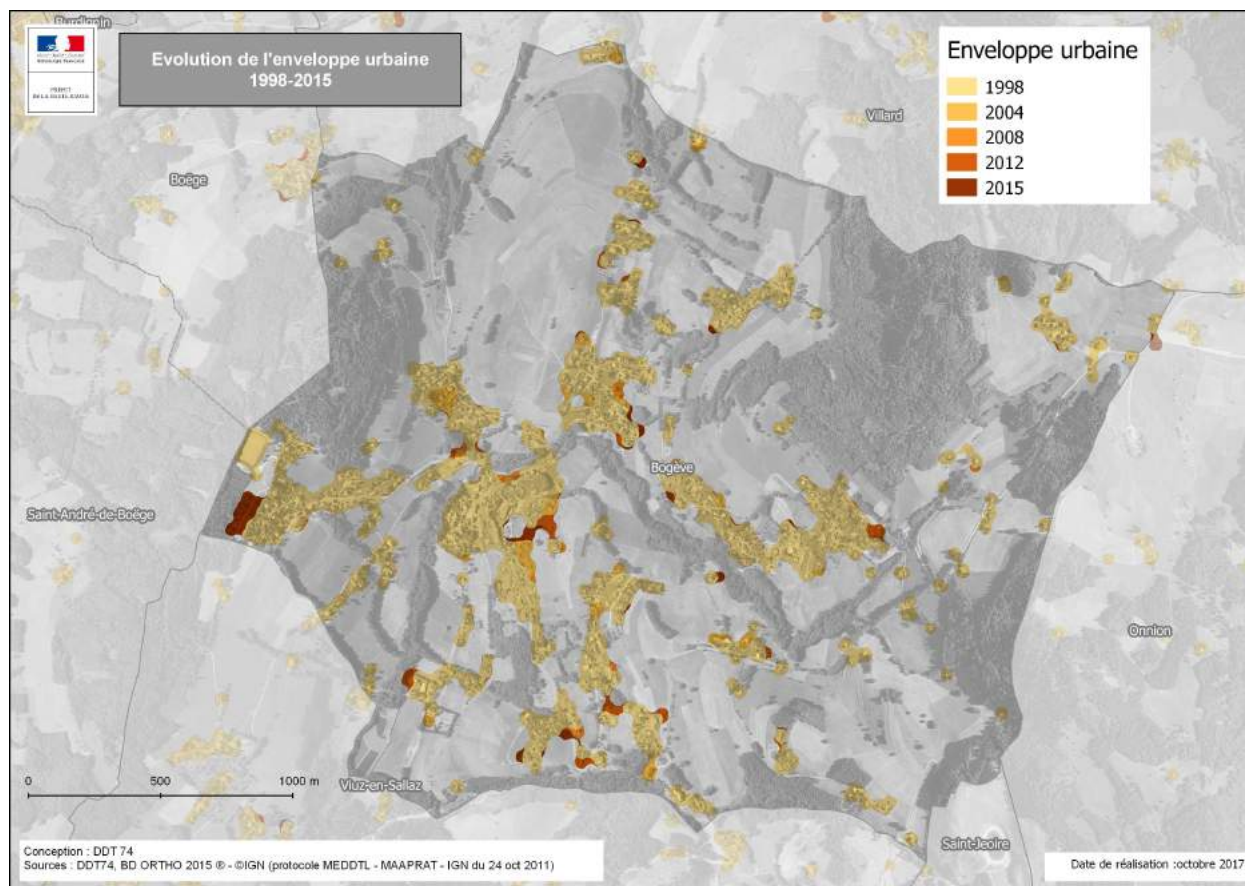 Evolution de l'enveloppe urbaine
1998-2015
Enveloppe urbaine
1998
2004
2008
2012
2015
Burdignin
Villard
Boëge
Bogève
Saint-André-de-Boëge
Onnion
0 500 1000 m
Viuz-en-Sallaz
Saint-Jeoire
Conception : DDT 74
Sources : DDT74, BD ORTHO 2015 ® - ©IGN (protocole MEDDTL - MAAPRAT - IGN du 24 oct 2011)
Date de réalisation :octobre 2017